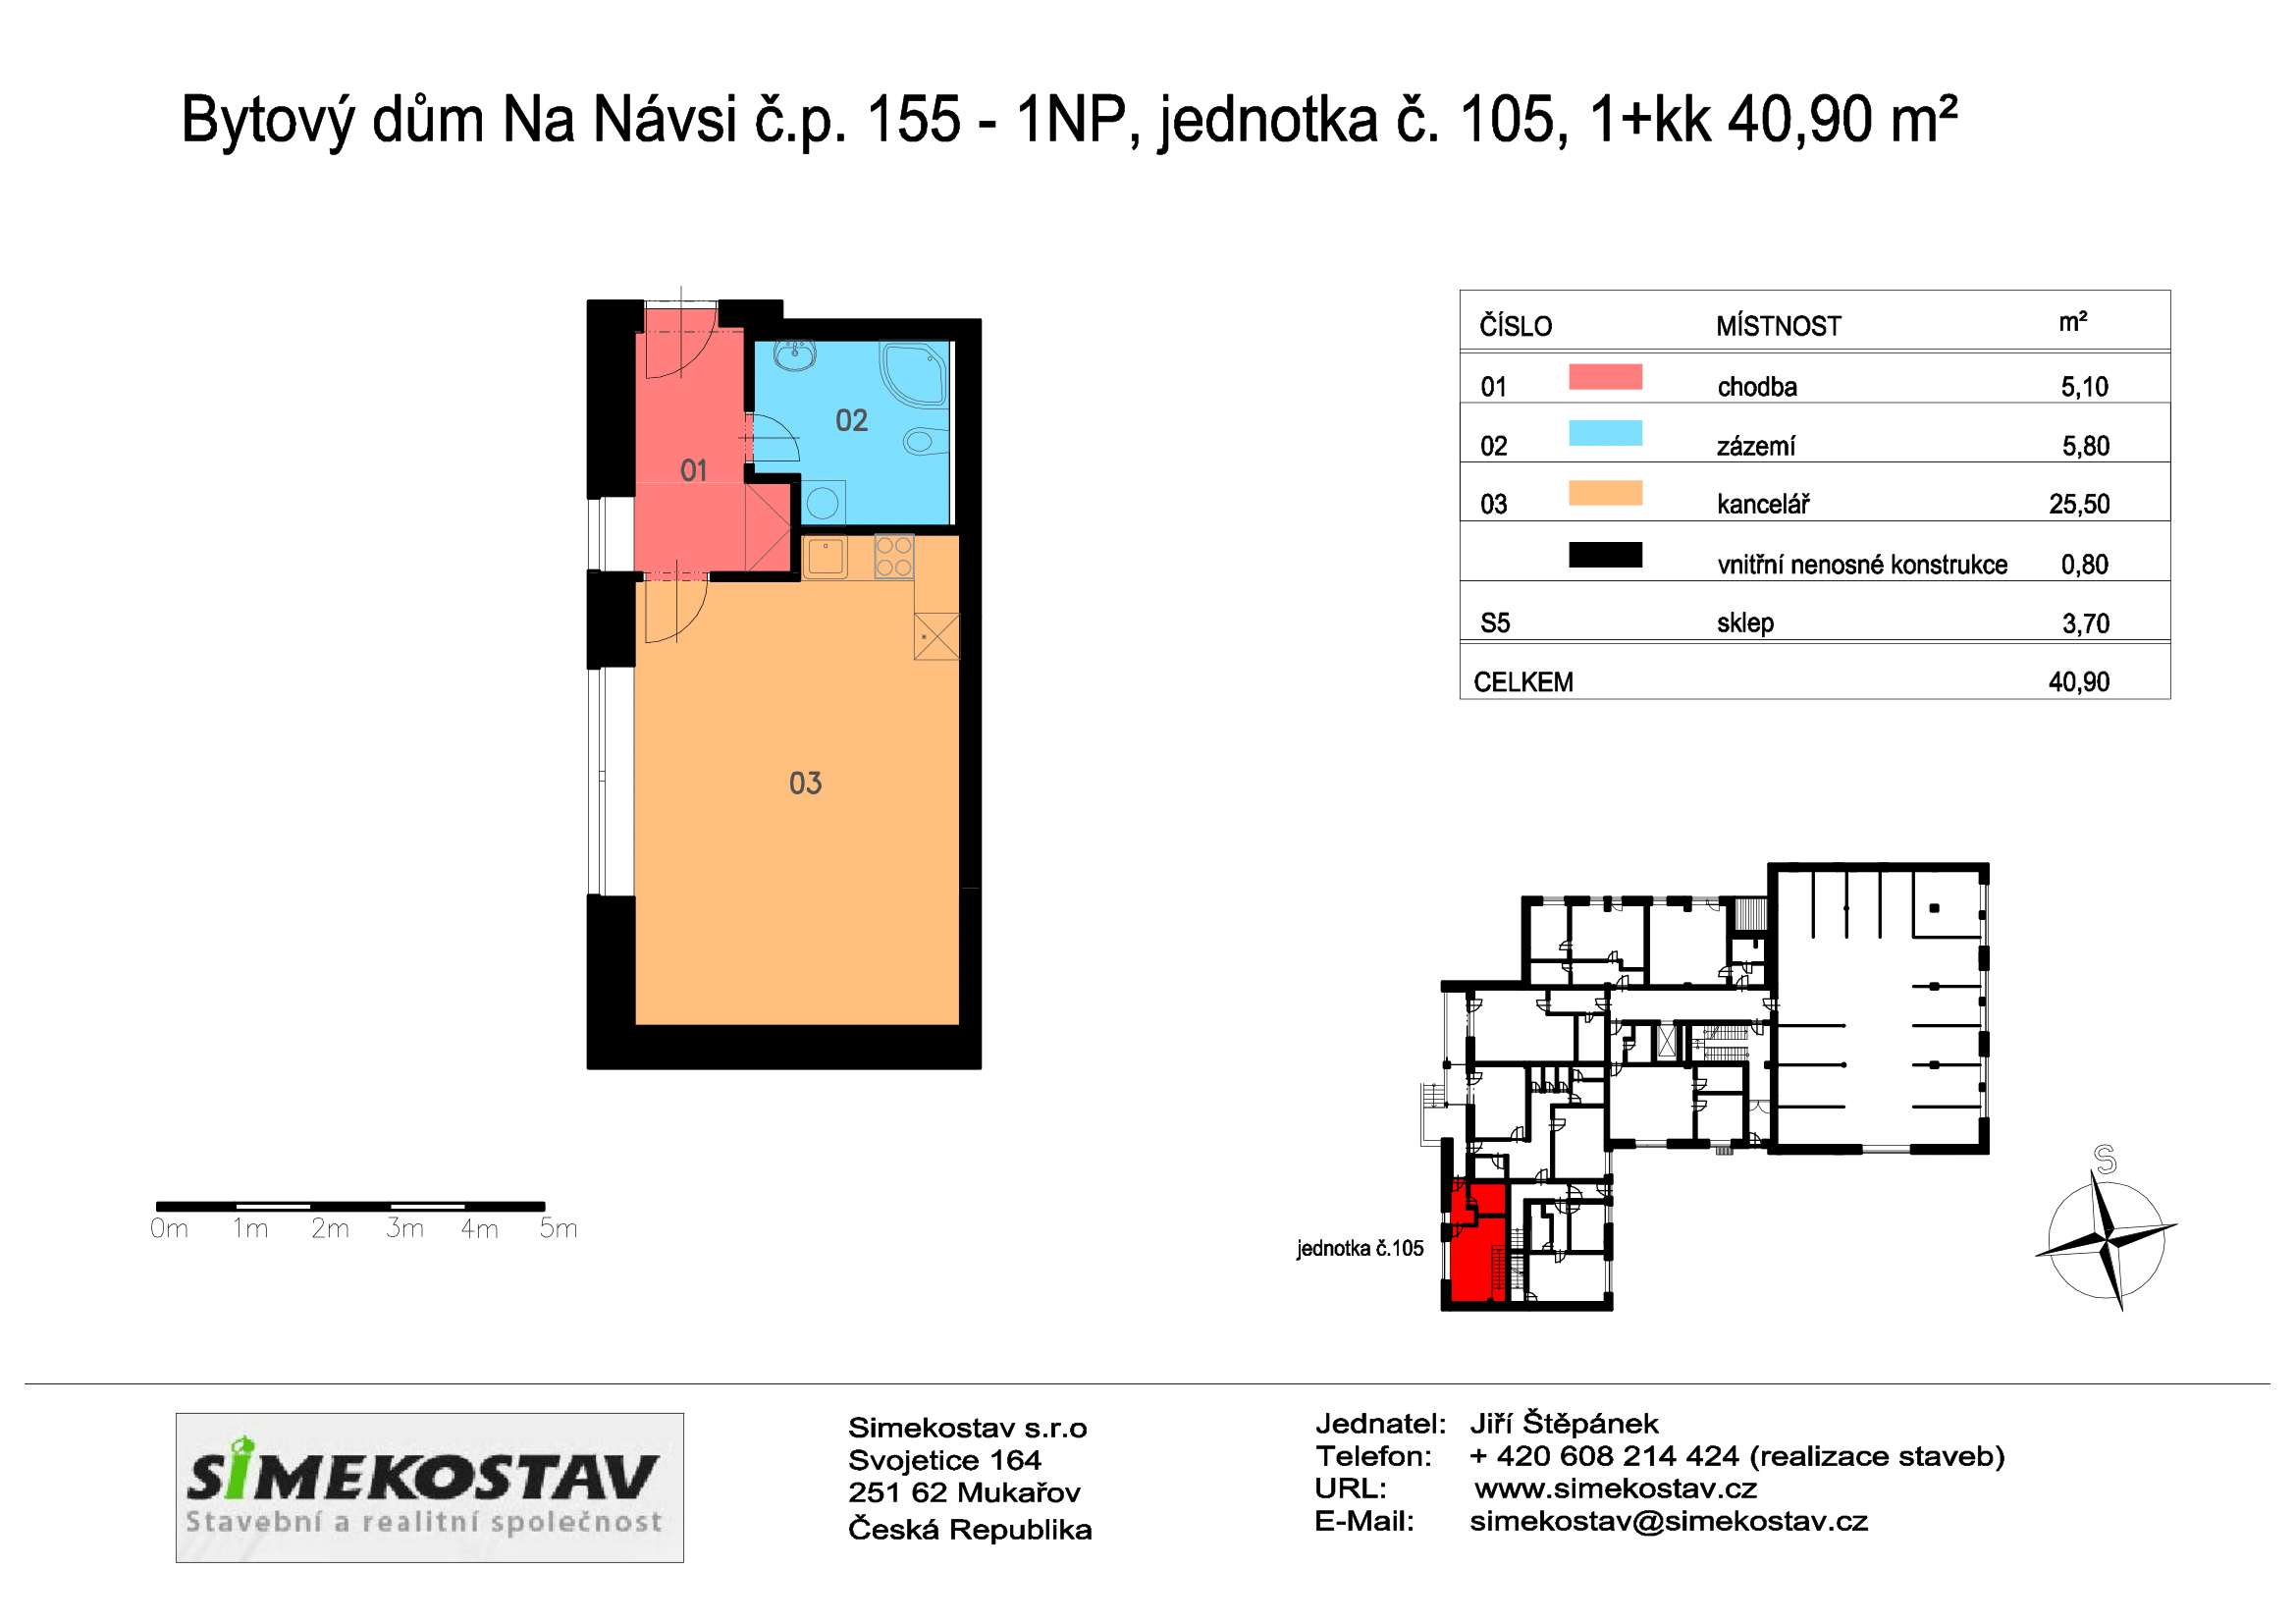 Bytový dům Na Návsi č.p. 155 - 1NP, jednotka č. 105, 1+kk 40,90 m²
ČÍSLO MÍSTNOST m²
01 chodba 5,10
02 zázemí 5,80
03 kancelář 25,50
vnitřní nenosné konstrukce 0,80
S5 sklep 3,70
CELKEM 40,90
02
01
03
*
S
jednotka č.105
0m 1m 2m 3m 4m 5m
SIMEKOSTAV
Stavební a realitní společnost
Simekostav s.r.o
Svojetice 164
251 62 Mukařov
Česká Republika
Jednatel: Jiří Štěpánek
Telefon: + 420 608 214 424 (realizace staveb)
URL: www.simekostav.cz
E-Mail: simekostav@simekostav.cz